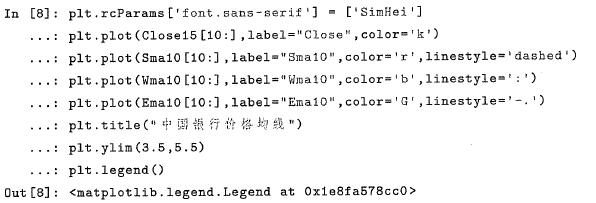 In [8]: plt.rcParams['font.sans-serif'] = ['SimHei']
...: plt.plot(Close15[10:],label="Close",color='k')
...: plt.plot(Sma10[10:],label="Sma10",color='r',linestyle='dashed')
...: plt.plot(Wma10[10:],label="Wma10",color='b',linestyle=':')
...: plt.plot(Ema10[10:],label="Ema10",color='G',linestyle='-.')
...: plt.title("中国银行价格均线")
...: plt.ylim(3.5,5.5)
...: plt.legend()
Out[8]: <matplotlib.legend.Legend at 0x1e8fa578cc0>